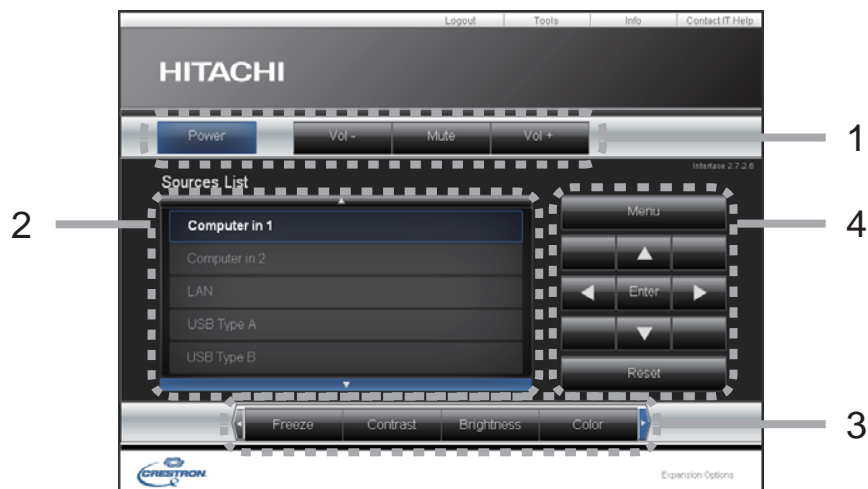 Logout Tools Info Contact IT Help
HITACHI
Power Vol - Mute Vol + 1
Interface 2.7.2.6
Sources List
2 Computer in 1 Menu 4
Computer in 2
LAN Enter
USB Type A
USB Type B Reset
Freeze Contrast Brightness Color 3
CRESTRON Expansion Options